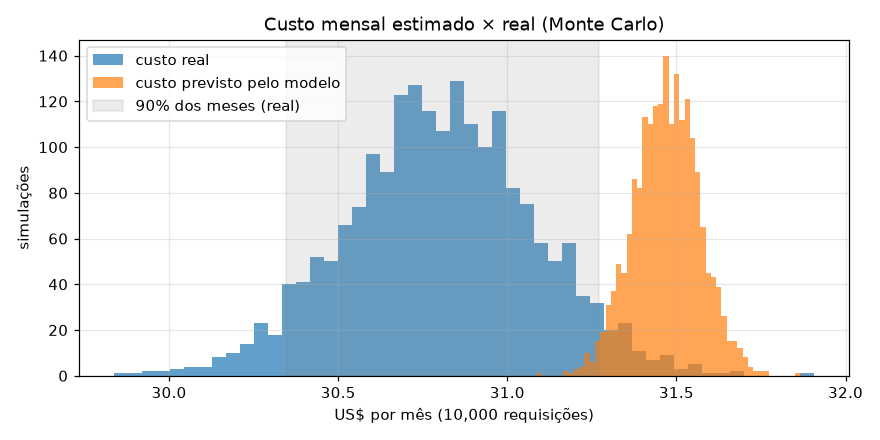 Custo mensal estimado × real (Monte Carlo)
custo real
custo previsto pelo modelo
90% dos meses (real)
simulações
140
120
100
80
60
40
20
0
30.0
30.5
31.0
31.5
32.0
US$ por mês (10,000 requisições)